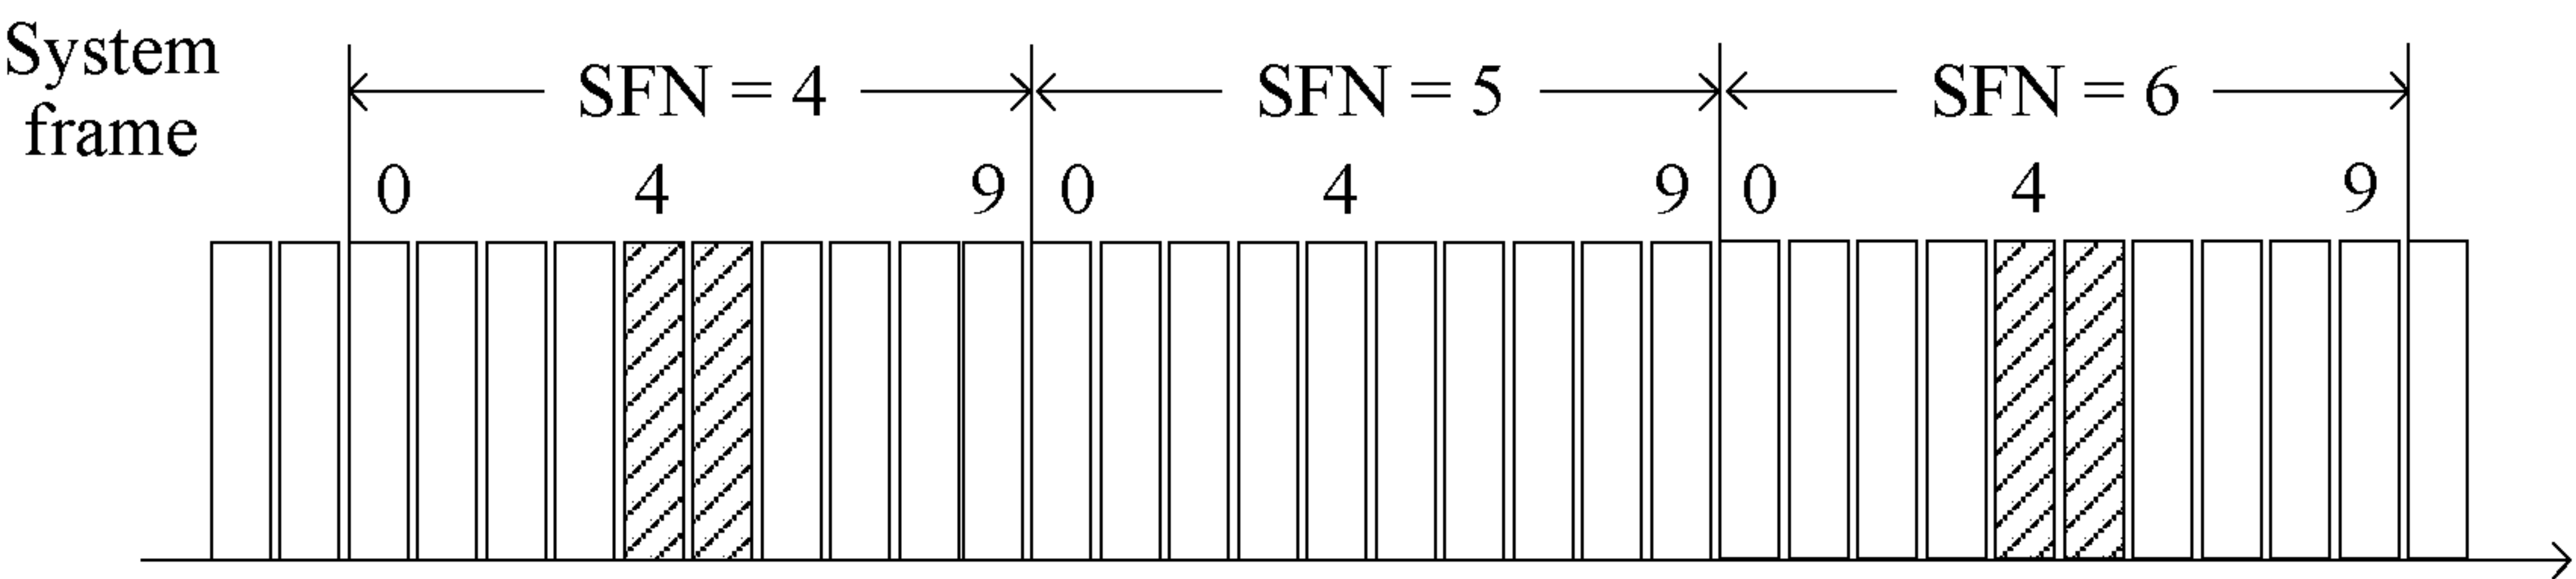 System
frame
SFN = 4
SFN = 5
SFN = 6
0 4 9 0 4 9 0 4 9